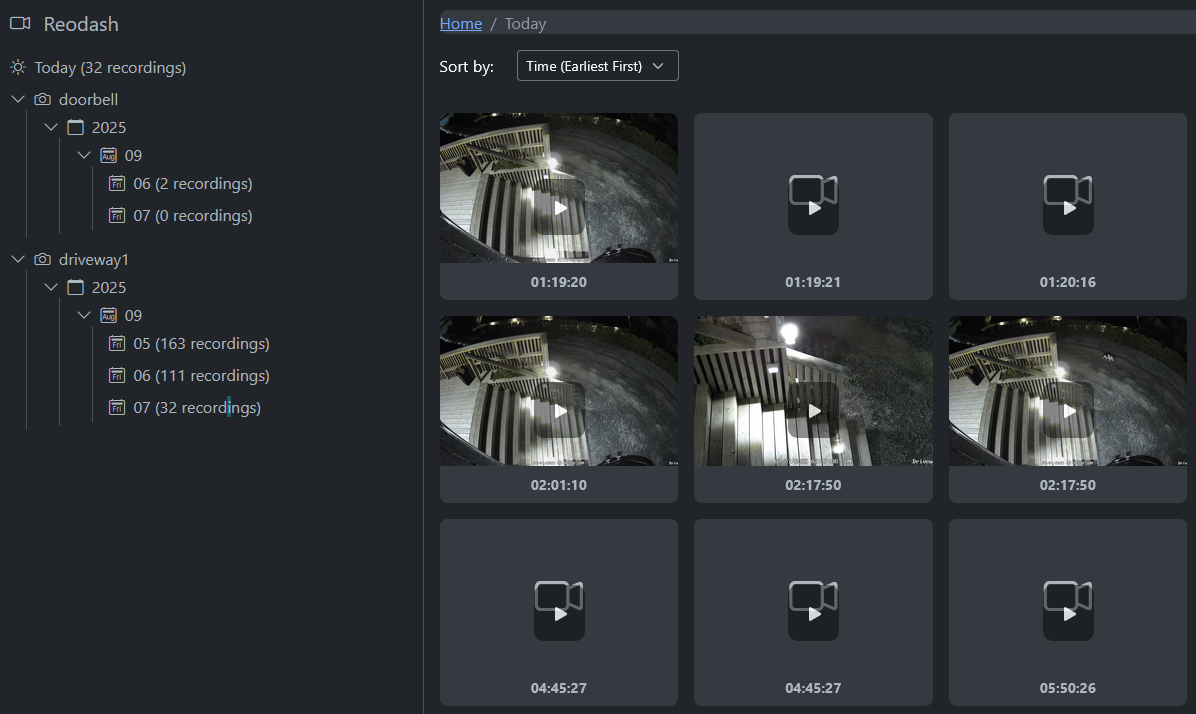 Reodash
Today (32 recordings)
doorbell
2025
Aug 09
Fri 06 (2 recordings)
Fri 07 (0 recordings)
driveway1
2025
Aug 09
Fri 05 (163 recordings)
Fri 06 (111 recordings)
Fri 07 (32 recordings)
Home / Today
Sort by: Time (Earliest First)
01:19:20 01:19:21 01:20:16
02:01:10 02:17:50 02:17:50
04:45:27 04:45:27 05:50:26